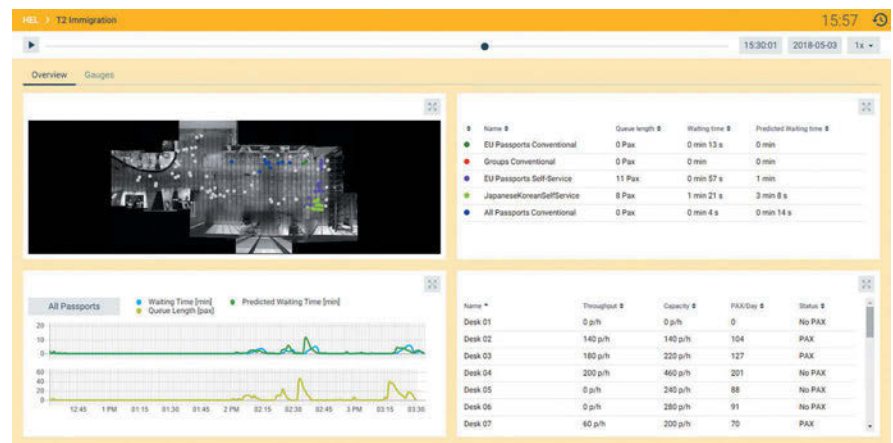 HEL > T2 Immigration 15:57
15:30:01 2018-05-03 1x
Overview Gauges
Name Queue length Waiting time Predicted Waiting time
EU Passports Conventional 0 Pax 0 min 13 s 0 min
Groups Conventional 0 Pax 0 min 0 min
EU Passports Self-Service 11 Pax 0 min 57 s 1 min
JapaneseKoreanSelfService 8 Pax 1 min 21 s 3 min 8 s
All Passports Conventional 0 Pax 0 min 4 s 0 min 14 s
All Passports Waiting Time [min] Predicted Waiting Time [min]
Queue Length [pax]
20
10
0
60
40
20
0
12:45 1 PM 01:15 01:30 01:45 2 PM 02:15 02:30 02:45 3 PM 03:15 03:30
Name Throughput Capacity PAX/Day Status
Desk 01 0 p/h 0 p/h 0 No PAX
Desk 02 140 p/h 140 p/h 104 PAX
Desk 03 180 p/h 220 p/h 127 PAX
Desk 04 200 p/h 460 p/h 201 No PAX
Desk 05 0 p/h 240 p/h 88 No PAX
Desk 06 0 p/h 280 p/h 91 No PAX
Desk 07 60 p/h 200 p/h 70 PAX